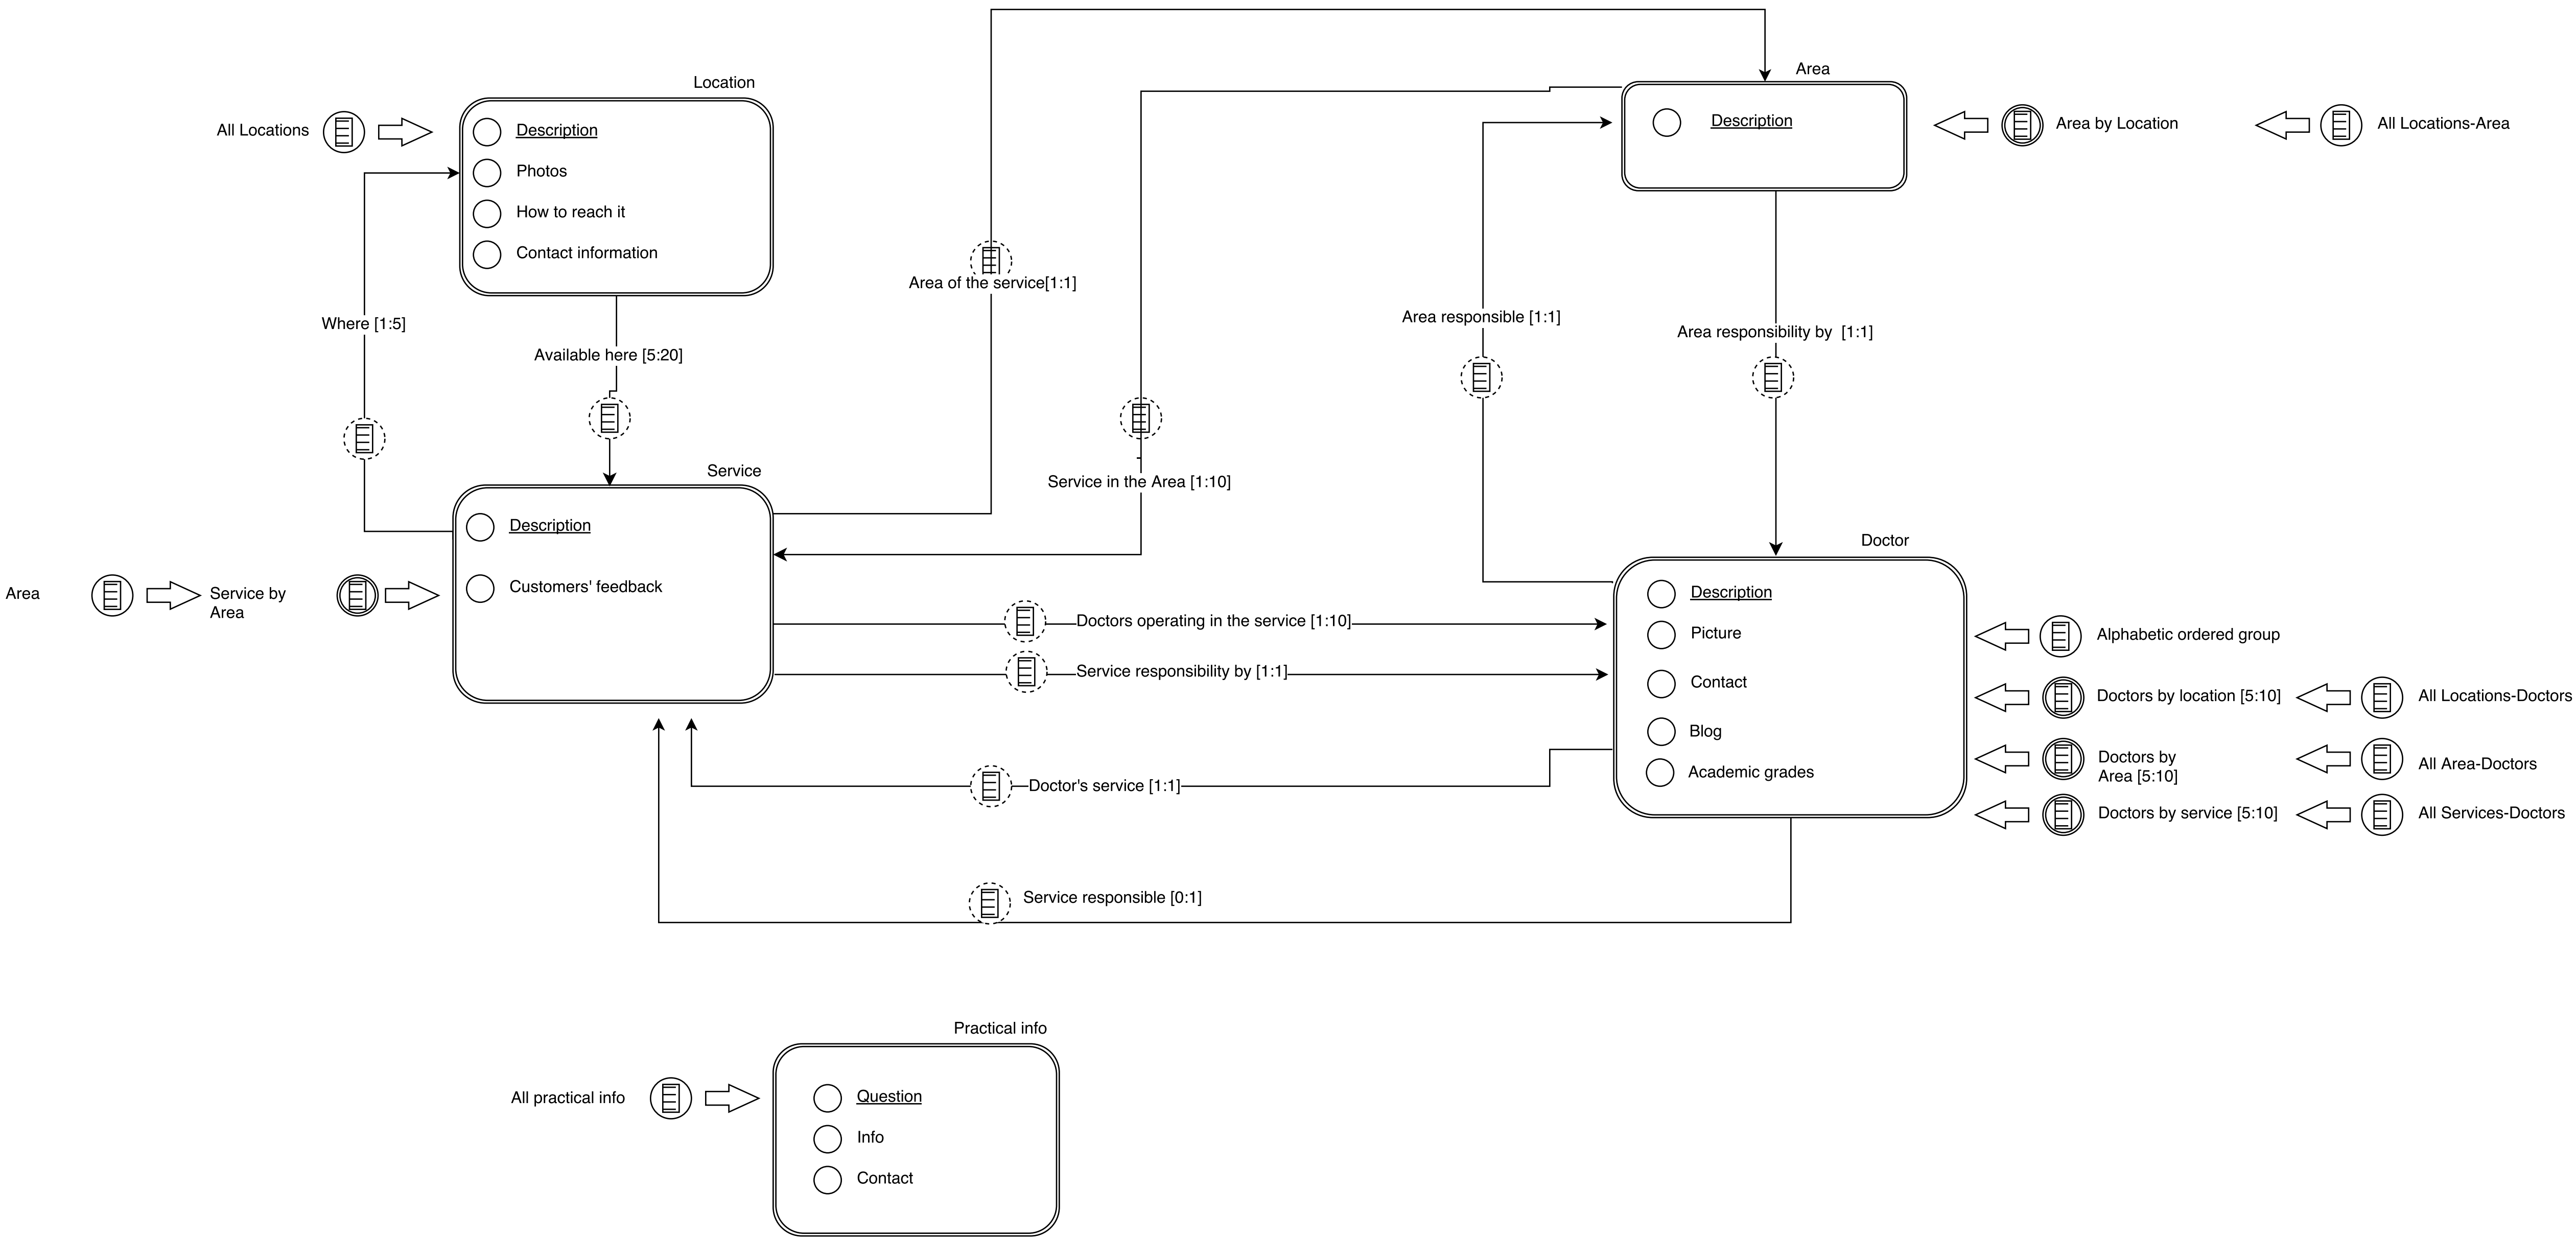 Location
All Locations
Description
Photos
How to reach it
Contact information
Area
Description
Area by Location
All Locations-Area
Area of the service[1:1]
Where [1:5]
Available here [5:20]
Area responsible [1:1]
Area responsibility by  [1:1]
Service in the Area [1:10]
Service
Description
Customers' feedback
Area
Service by
Area
Doctors operating in the service [1:10]
Service responsibility by [1:1]
Doctor's service [1:1]
Service responsible [0:1]
Doctor
Description
Picture
Contact
Blog
Academic grades
Alphabetic ordered group
Doctors by location [5:10]
All Locations-Doctors
Doctors by
Area [5:10]
All Area-Doctors
Doctors by service [5:10]
All Services-Doctors
Practical info
All practical info
Question
Info
Contact